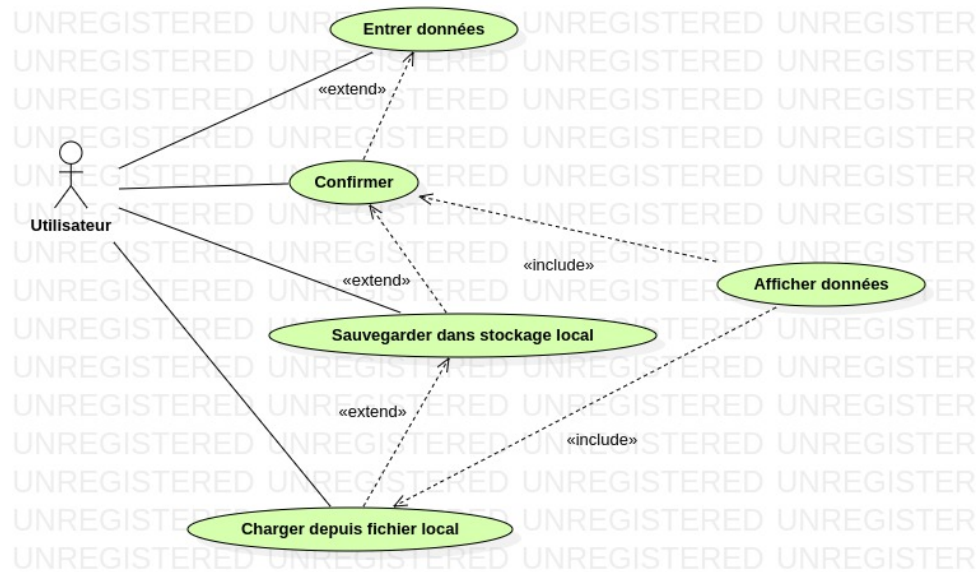 Entrer données
«extend»
Confirmer
Utilisateur
«include»
«extend»
Afficher données
Sauvegarder dans stockage local
«extend»
«include»
Charger depuis fichier local
UNREGISTERED